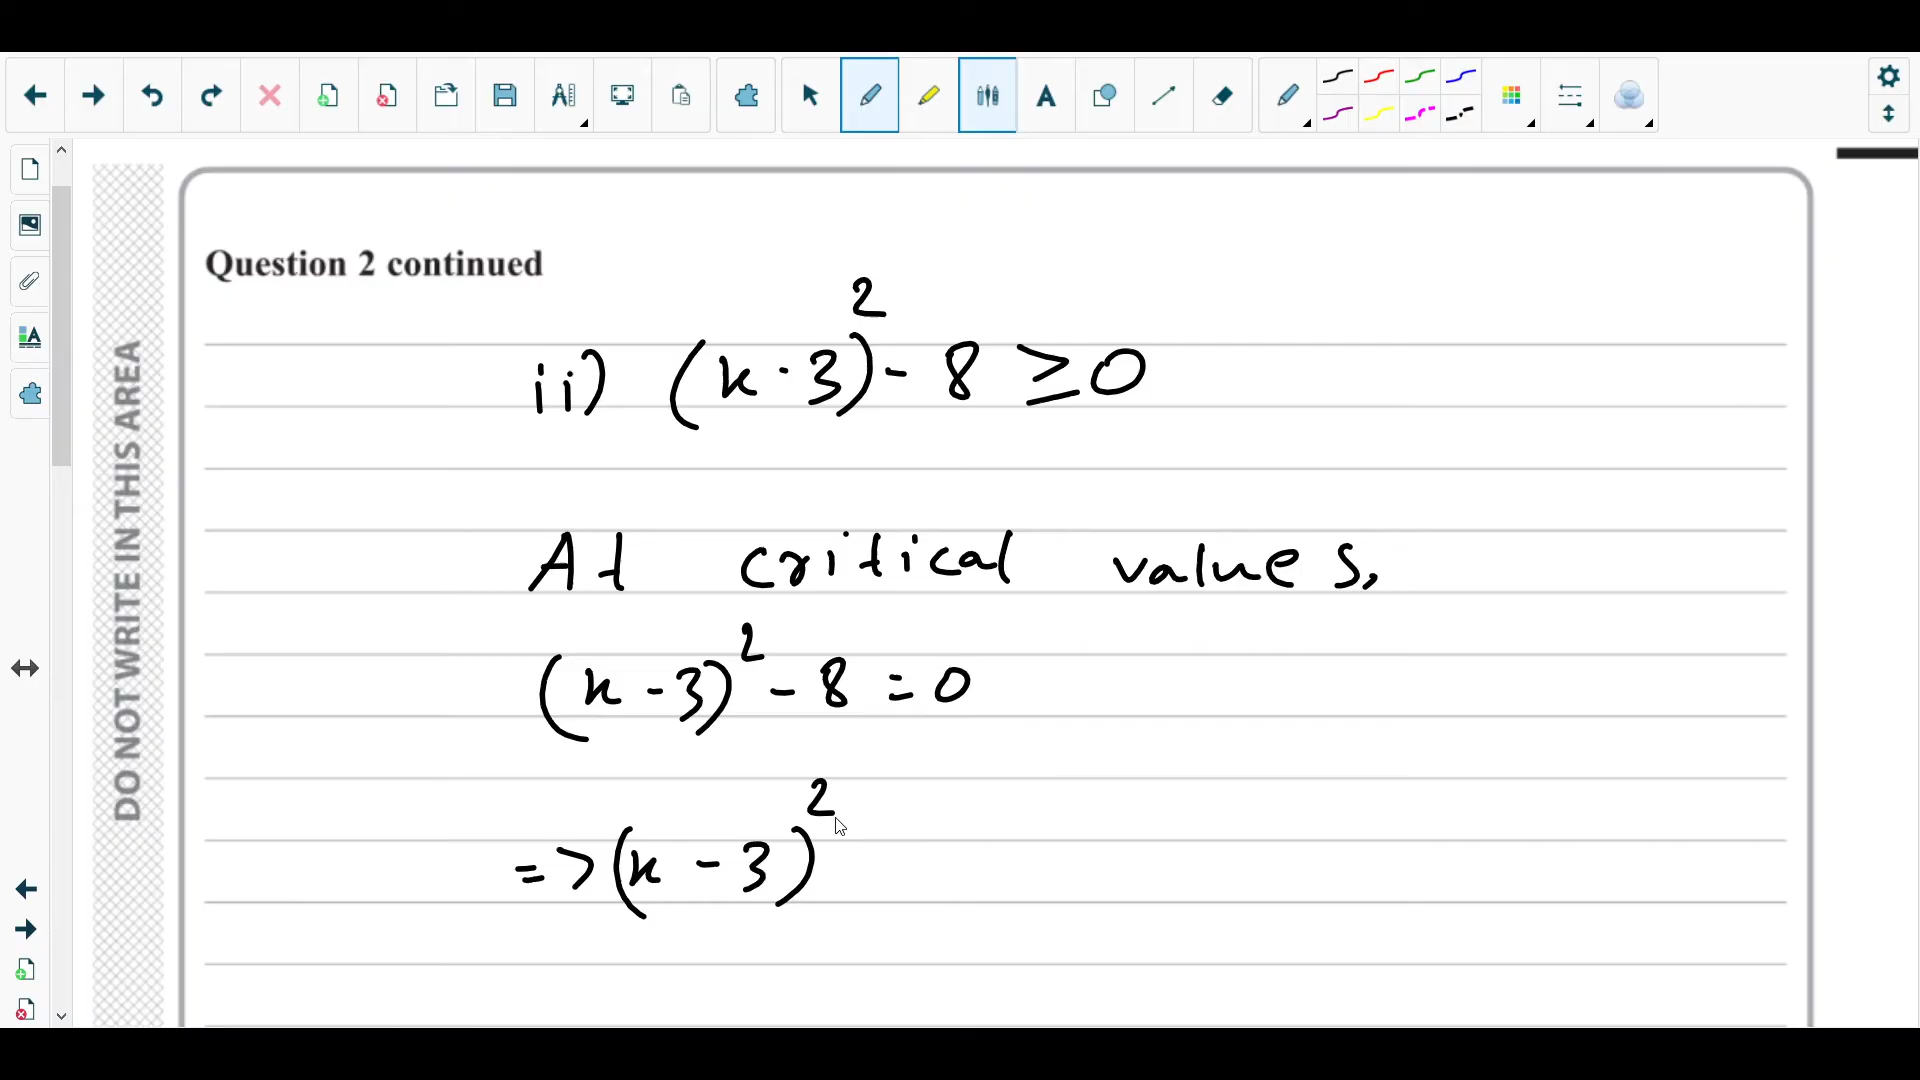 DO NOT WRITE IN THIS AREA
Question 2 continued
ii) (k - 3)² - 8 ≥ 0
At critical values,
(k - 3)² - 8 = 0
=> (k - 3)²